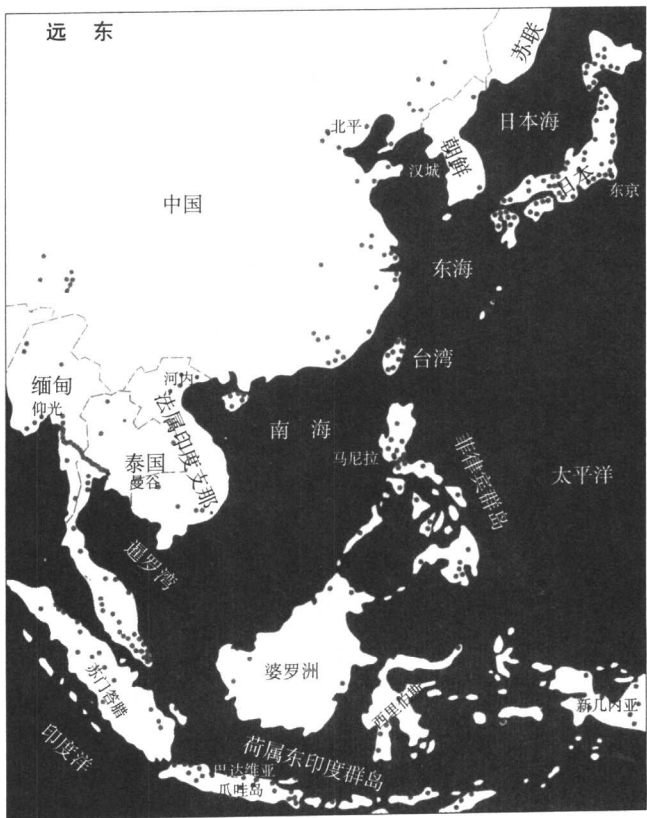 远 东
苏联
日本海
北平
朝鲜
汉城
日本
东京
中国
东海
台湾
缅甸
仰光
河内
法属印度支那
南 海
泰国
曼谷
马尼拉
菲律宾群岛
太平洋
暹罗湾
苏门答腊
婆罗洲
西里伯斯
新几内亚
印度洋
荷属东印度群岛
巴达维亚
爪哇岛